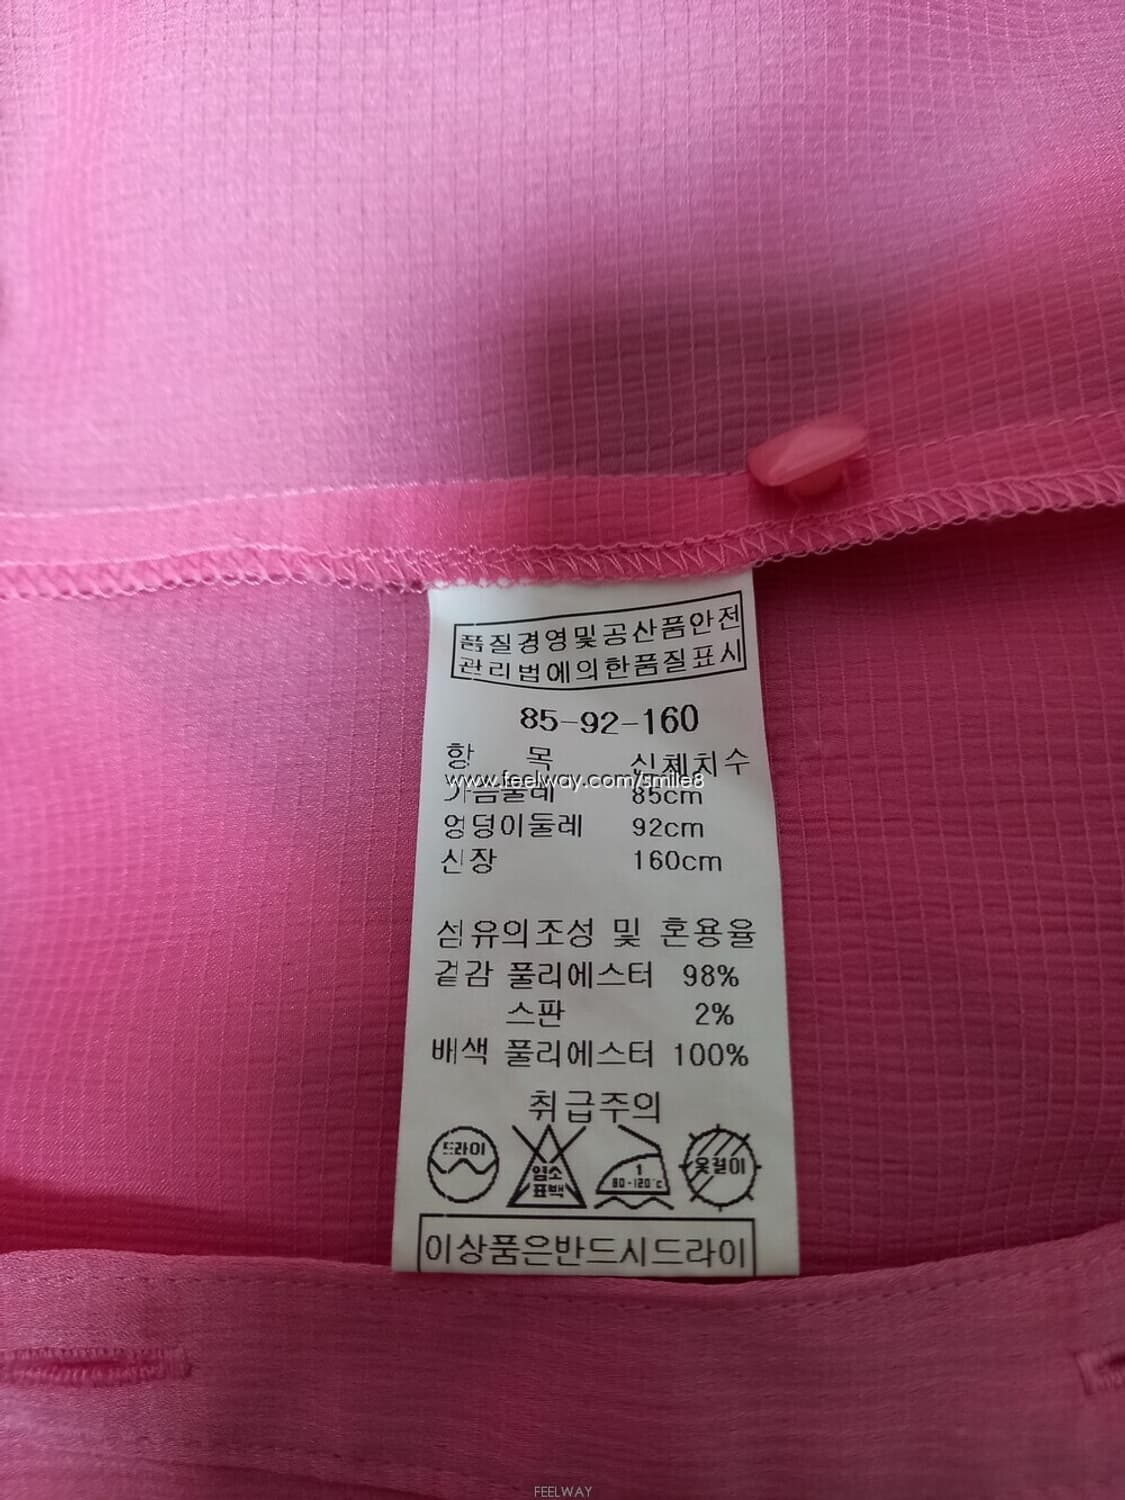 품질경영및공산품안전
관리법에의한품질표시
85-92-160
항 목 신체치수
www.feelway.com/smile8
가슴둘레 85cm
엉덩이둘레 92cm
신장 160cm
섬유의조성 및 혼용율
겉감 폴리에스터 98%
스판 2%
배색 폴리에스터 100%
취급주의
드라이
염소
표백
1
80-120℃
옷걸이
이상품은반드시드라이
FEELWAY